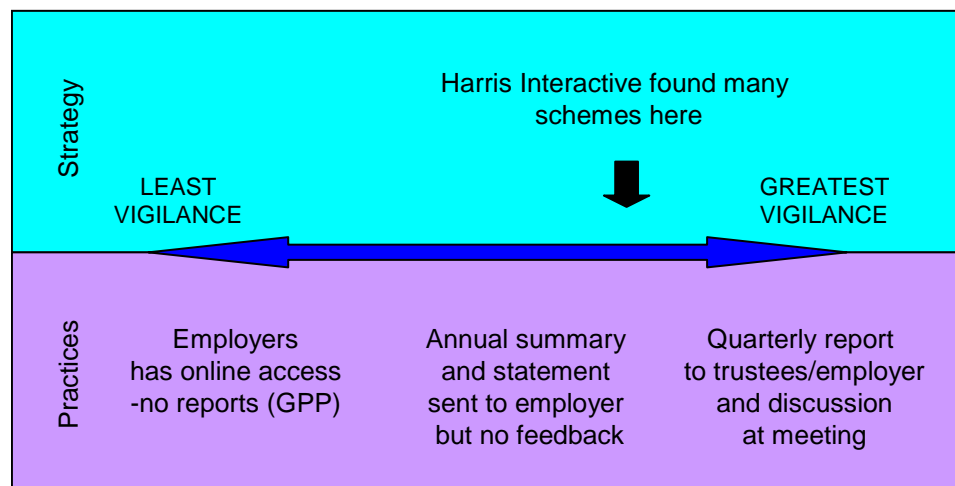 Strategy
Harris Interactive found many
schemes here
LEAST
VIGILANCE
GREATEST
VIGILANCE
Practices
Employers
has online access
-no reports (GPP)
Annual summary
and statement
sent to employer
but no feedback
Quarterly report
to trustees/employer
and discussion
at meeting